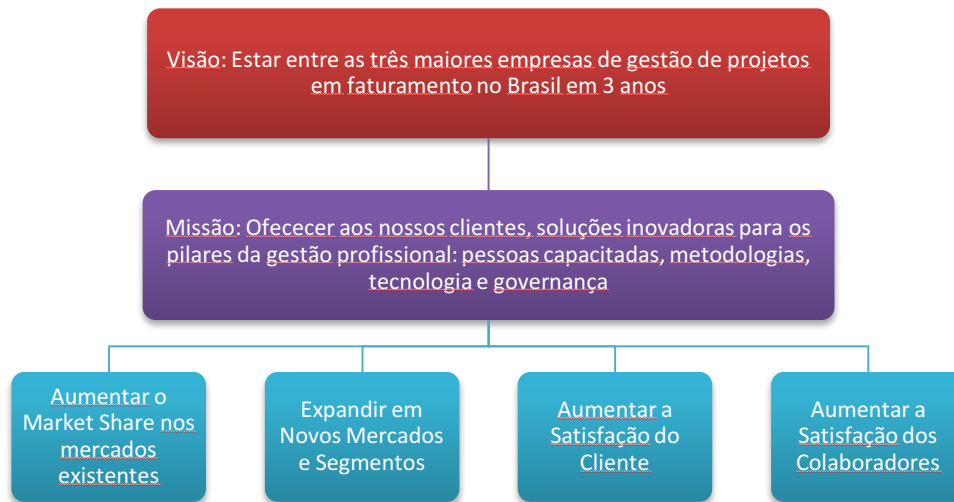 Visão: Estar entre as três maiores empresas de gestão de projetos
em faturamento no Brasil em 3 anos
Missão: Ofececer aos nossos clientes, soluções inovadoras para os
pilares da gestão profissional: pessoas capacitadas, metodologias,
tecnologia e governança
Aumentar o
Market Share nos
mercados
existentes
Expandir em
Novos Mercados
e Segmentos
Aumentar a
Satisfação do
Cliente
Aumentar a
Satisfação dos
Colaboradores